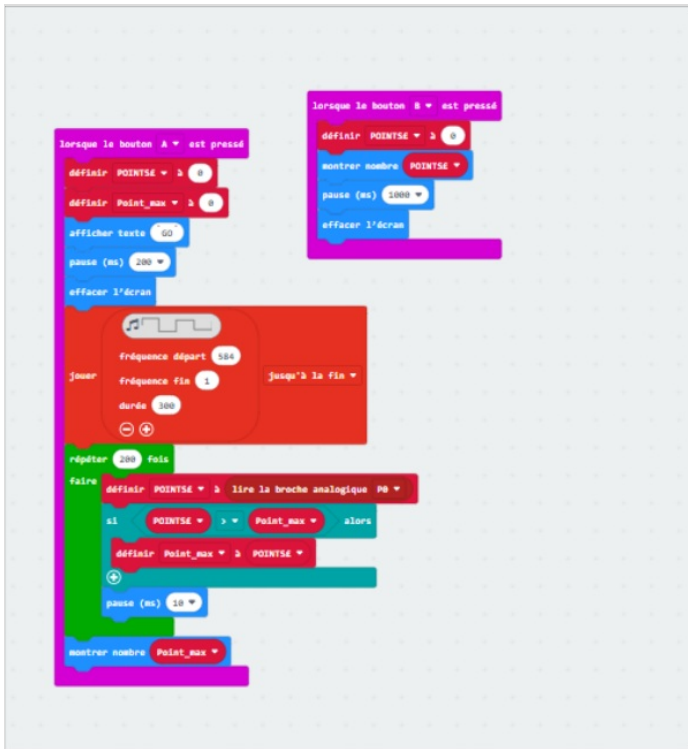 lorsque le bouton A est pressé
définir POINTSE à 0
définir Point_max à 0
afficher texte "GO"
pause (ms) 200
effacer l'écran
jouer
fréquence départ 584
fréquence fin 1
durée 300
jusqu'à la fin
répéter 200 fois
faire
définir POINTSE à lire la broche analogique P0
si POINTSE > Point_max alors
définir Point_max à POINTSE
pause (ms) 10
montrer nombre Point_max
lorsque le bouton B est pressé
définir POINTSE à 0
montrer nombre POINTSE
pause (ms) 1000
effacer l'écran